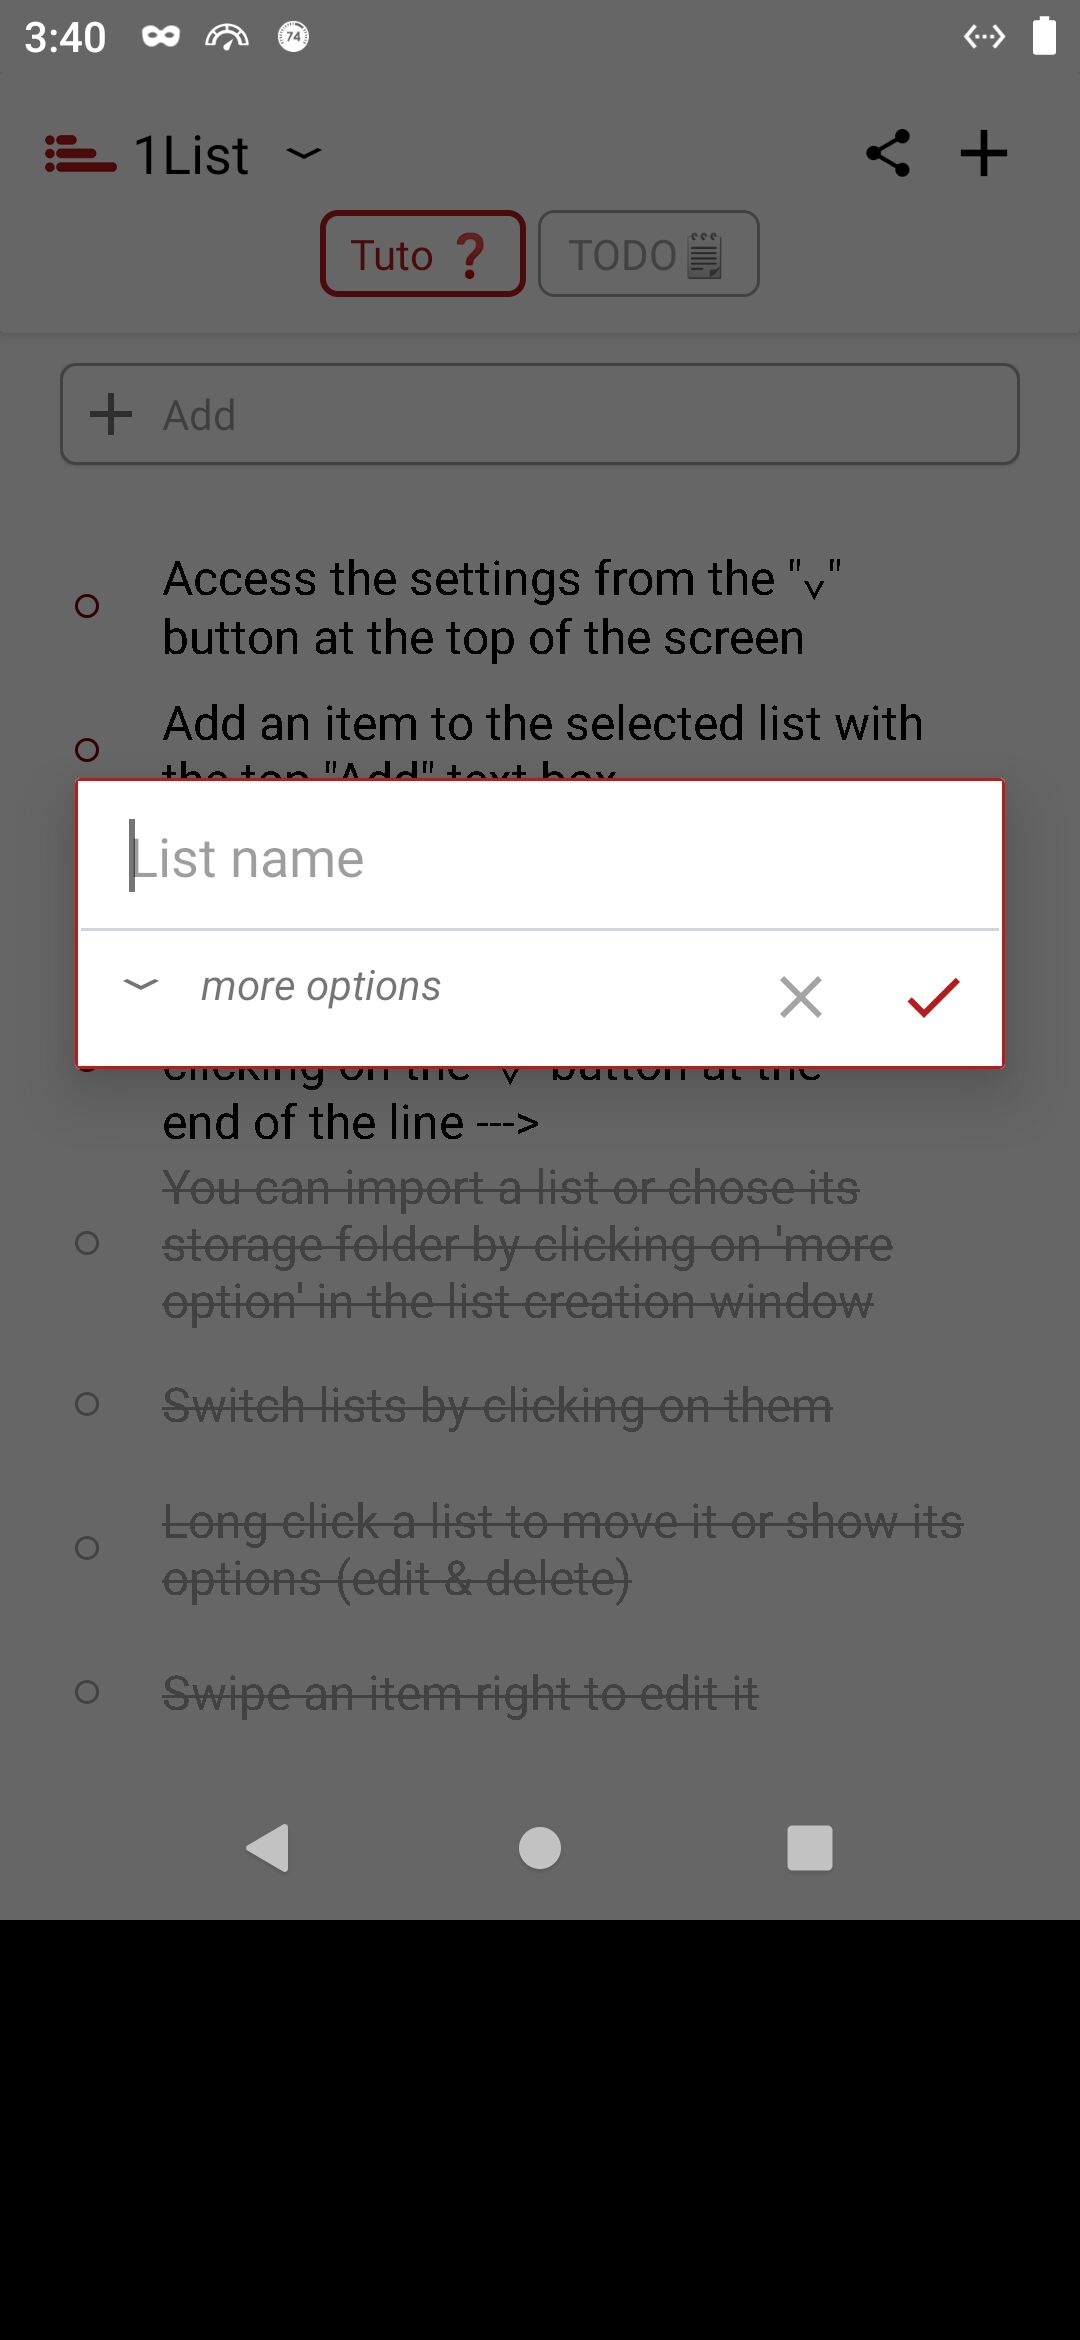 3:40
74
1List
Tuto ❓
TODO🗒
Add
Access the settings from the "˅"
button at the top of the screen
Add an item to the selected list with
the top "Add" text box
List name
more options
clicking on the "˅" button at the
end of the line --->
You can import a list or chose its
storage folder by clicking on 'more
option' in the list creation window
Switch lists by clicking on them
Long click a list to move it or show its
options (edit & delete)
Swipe an item right to edit it